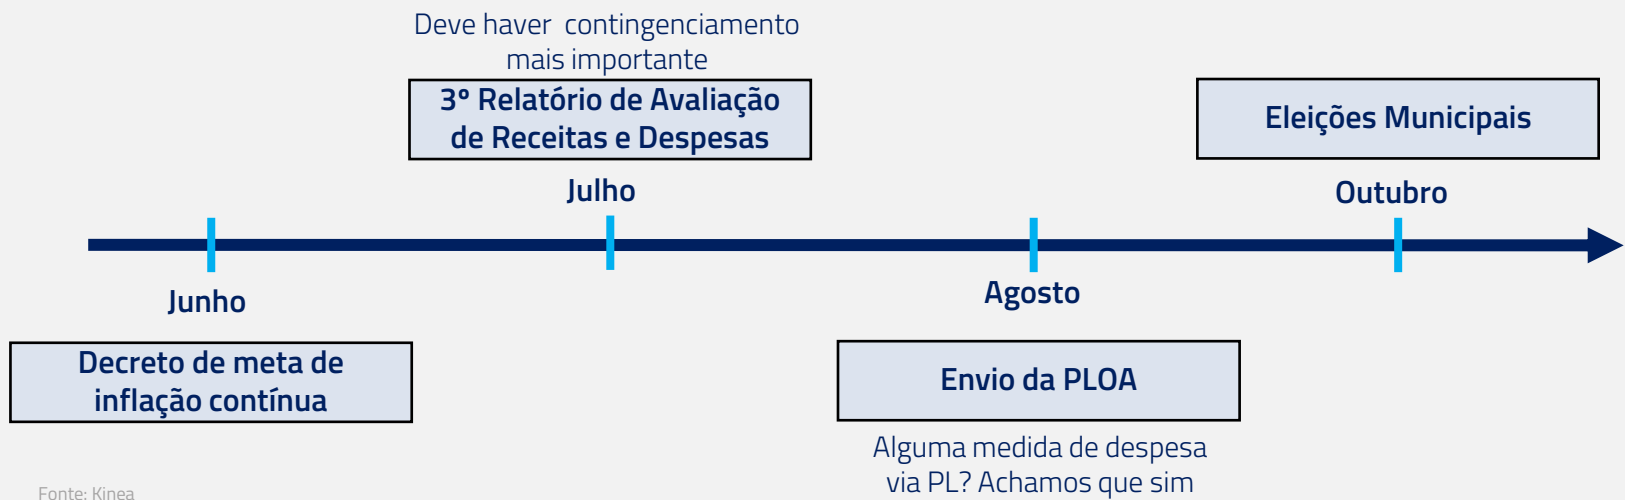 Deve haver contingenciamento
mais importante
3º Relatório de Avaliação
de Receitas e Despesas
Julho
Eleições Municipais
Outubro
Junho
Decreto de meta de
inflação contínua
Agosto
Envio da PLOA
Alguma medida de despesa
via PL? Achamos que sim
Fonte: Kinea